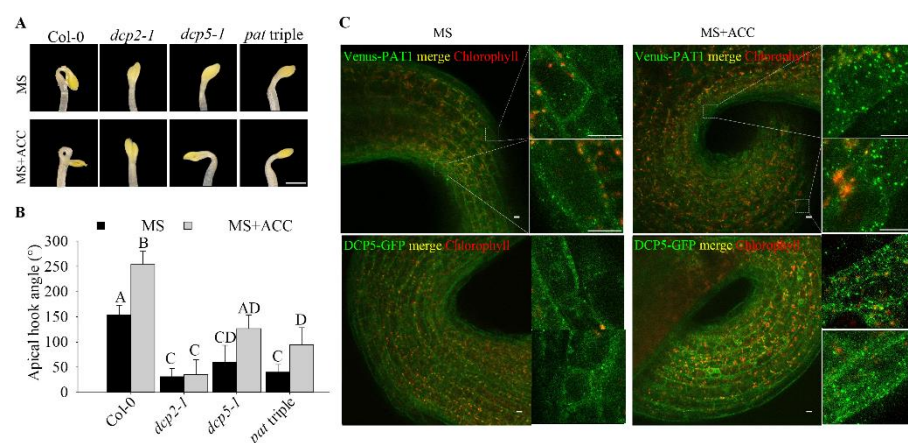 A
Col-0 dcp2-1 dcp5-1 pat triple
MS
MS+ACC
B
MS MS+ACC
Apical hook angle (°)
300
250
200
150
100
50
0
A
B
C
C
CD
AD
C
D
Col-0
dcp2-1
dcp5-1
pat triple
C
MS MS+ACC
Venus-PAT1 merge Chlorophyll
Venus-PAT1 merge Chlorophyll
DCP5-GFP merge Chlorophyll
DCP5-GFP merge Chlorophyll